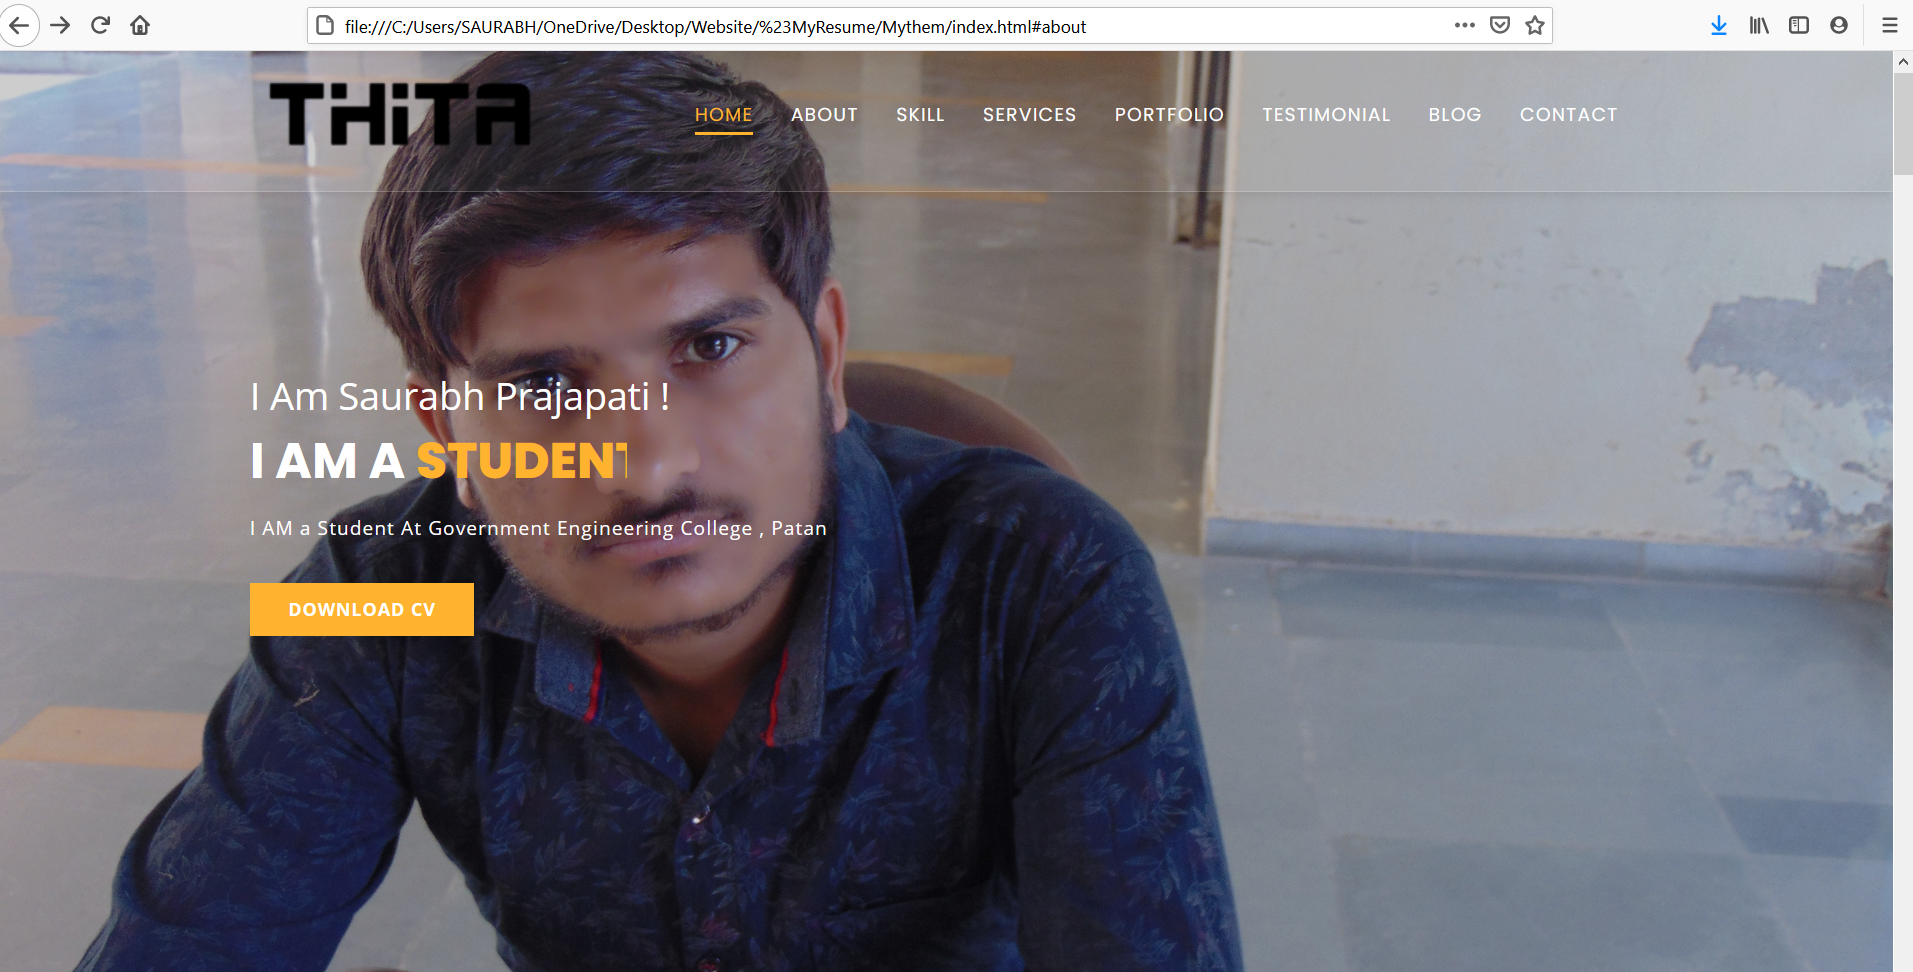 file:///C:/Users/SAURABH/OneDrive/Desktop/Website/%23MyResume/Mythem/index.html#about
THiTA
HOME ABOUT SKILL SERVICES PORTFOLIO TESTIMONIAL BLOG CONTACT
I Am Saurabh Prajapati !
I AM A STUDENT
I AM a Student At Government Engineering College , Patan
DOWNLOAD CV